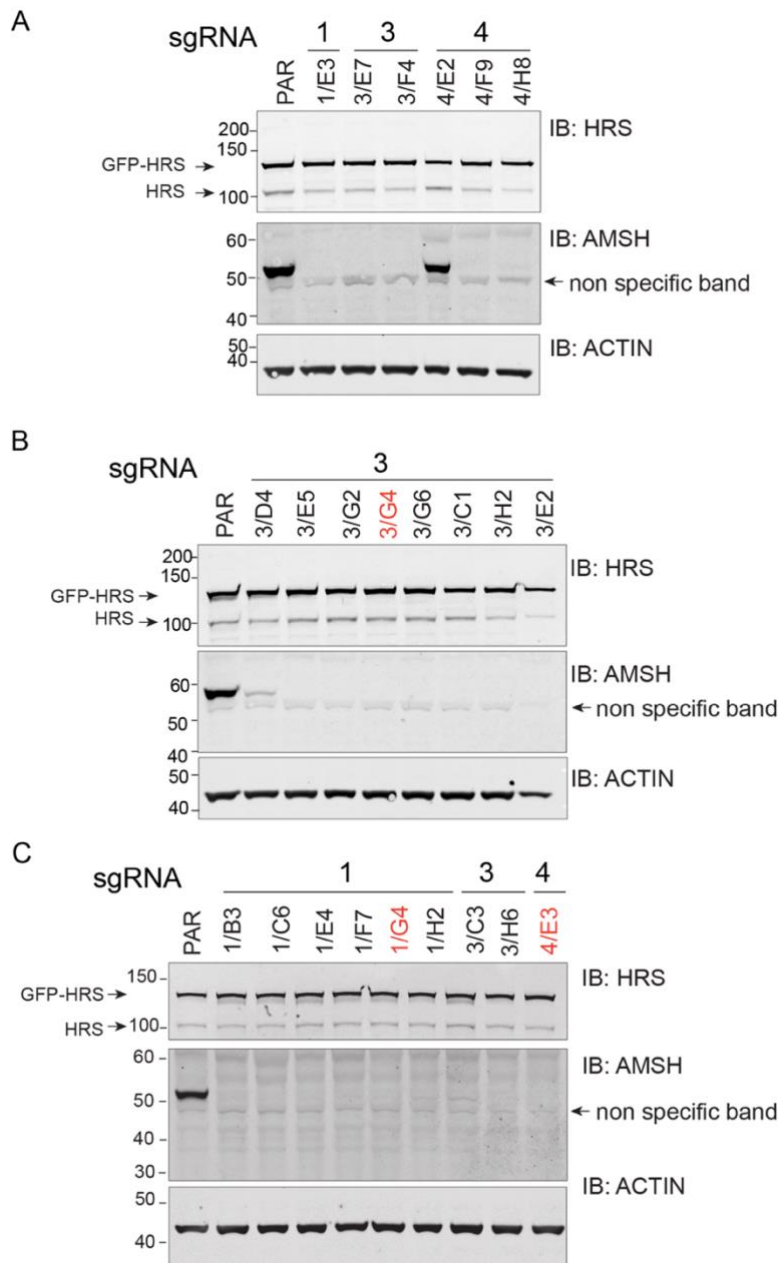 A
sgRNA 1 3 4
PAR 1/E3 3/E7 3/F4 4/E2 4/F9 4/H8
200
150
100
GFP-HRS
HRS
IB: HRS
60
50
40
IB: AMSH
non specific band
50
40
IB: ACTIN
B
sgRNA 3
PAR 3/D4 3/E5 3/G2 3/G4 3/G6 3/C1 3/H2 3/E2
200
150
100
GFP-HRS
HRS
IB: HRS
60
50
40
IB: AMSH
non specific band
50
40
IB: ACTIN
C
sgRNA 1 3 4
PAR 1/B3 1/C6 1/E4 1/F7 1/G4 1/H2 3/C3 3/H6 4/E3
150
100
GFP-HRS
HRS
IB: HRS
60
50
40
30
IB: AMSH
non specific band
50
40
IB: ACTIN